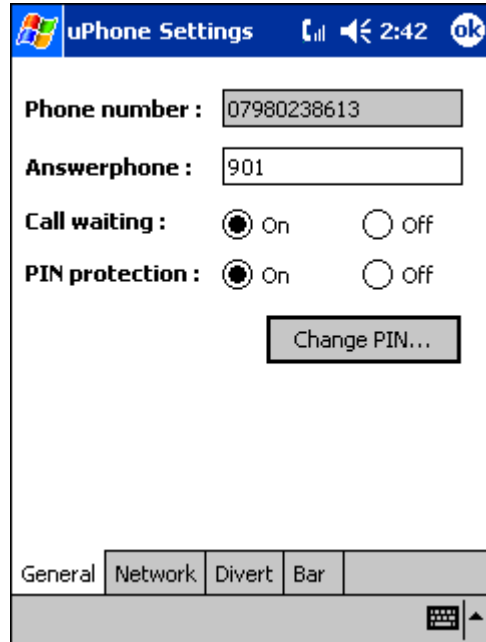 uPhone Settings 2:42 ok
Phone number : 07980238613
Answerphone : 901
Call waiting : On Off
PIN protection : On Off
Change PIN...
General Network Divert Bar